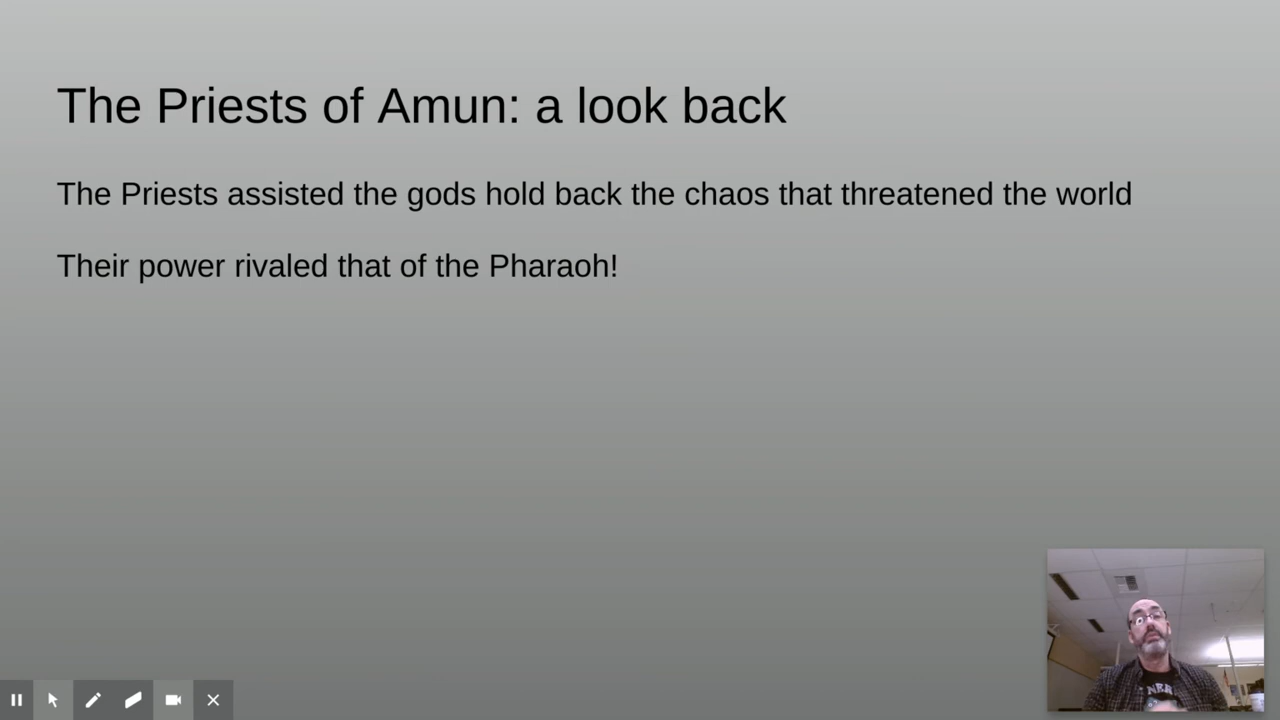 The Priests of Amun: a look back
The Priests assisted the gods hold back the chaos that threatened the world
Their power rivaled that of the Pharaoh!